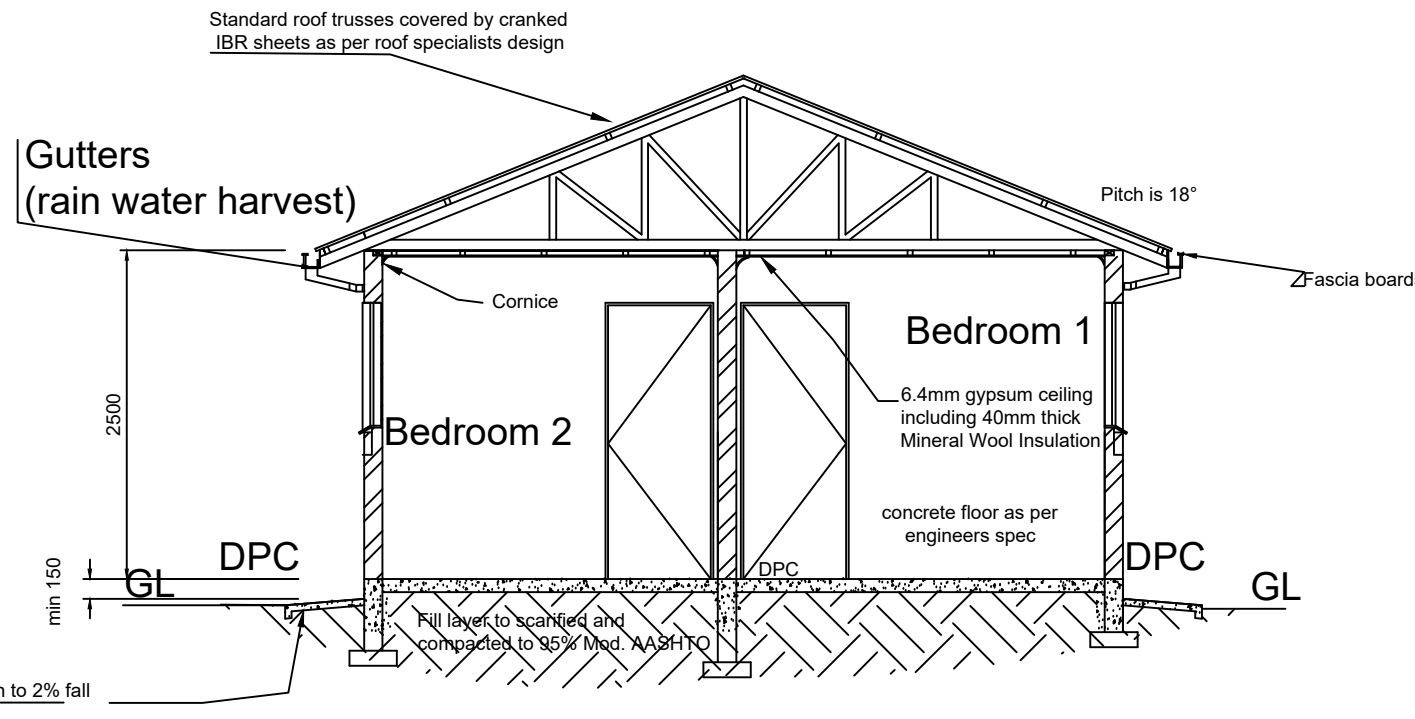 Standard roof trusses covered by cranked
IBR sheets as per roof specialists design
Gutters
(rain water harvest)
Pitch is 18°
Fascia board
Cornice
Bedroom 1
6.4mm gypsum ceiling
including 40mm thick
Mineral Wool Insulation
2500
Bedroom 2
concrete floor as per
engineers spec
DPC
DPC
DPC
min 150
GL
GL
Fill layer to scarified and
compacted to 95% Mod. AASHTO
to 2% fall